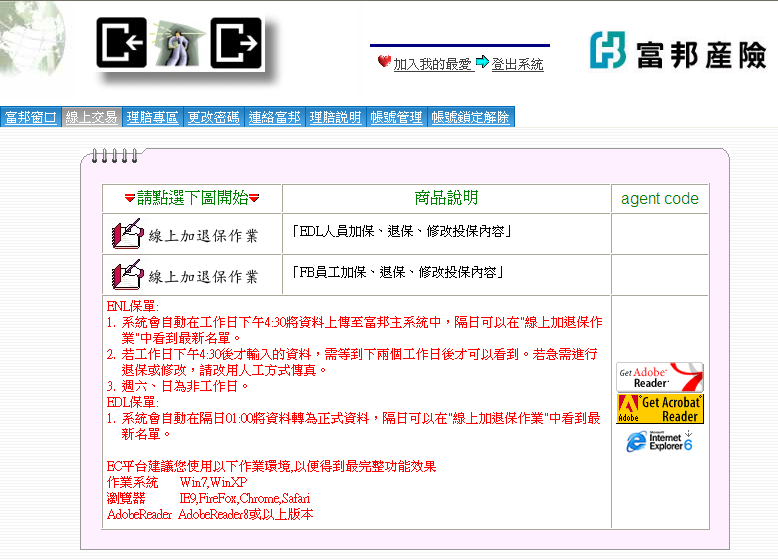 加入我的最愛 登出系統
富邦產險
富邦窗口 線上交易 理賠專區 更改密碼 連絡富邦 理賠說明 帳號管理 帳號鎖定解除
請點選下圖開始 商品說明 agent code
線上加退保作業 「EDL人員加保、退保、修改投保內容」
線上加退保作業 「FB員工加保、退保、修改投保內容」
ENL保單:
1. 系統會自動在工作日下午4:30將資料上傳至富邦主系統中，隔日可以在"線上加退保作
業"中看到最新名單。
2. 若工作日下午4:30後才輸入的資料，需等到下兩個工作日後才可以看到。若急需進行
退保或修改，請改用人工方式傳真。
3. 週六、日為非工作日。
EDL保單:
1. 系統會自動在隔日01:00將資料轉為正式資料，隔日可以在"線上加退保作業"中看到最
新名單。
EC平台建議您使用以下作業環境,以便得到最完整功能效果
作業系統 Win7,WinXP
瀏覽器 IE9,FireFox,Chrome,Safari
AdobeReader AdobeReader8或以上版本
Get Adobe
Reader
Get Acrobat
Adobe Reader
Microsoft
Internet
Explorer 6